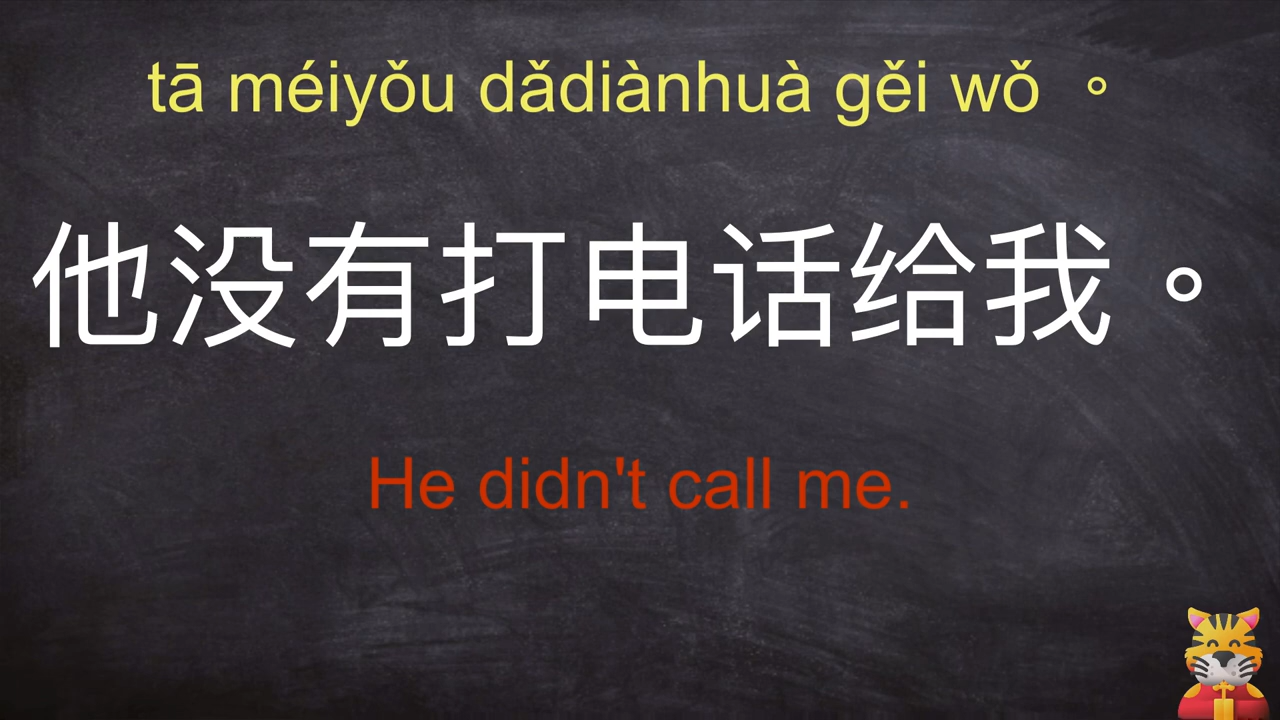 tā méiyǒu dǎdiànhuà gěi wǒ 。
他没有打电话给我。
He didn't call me.